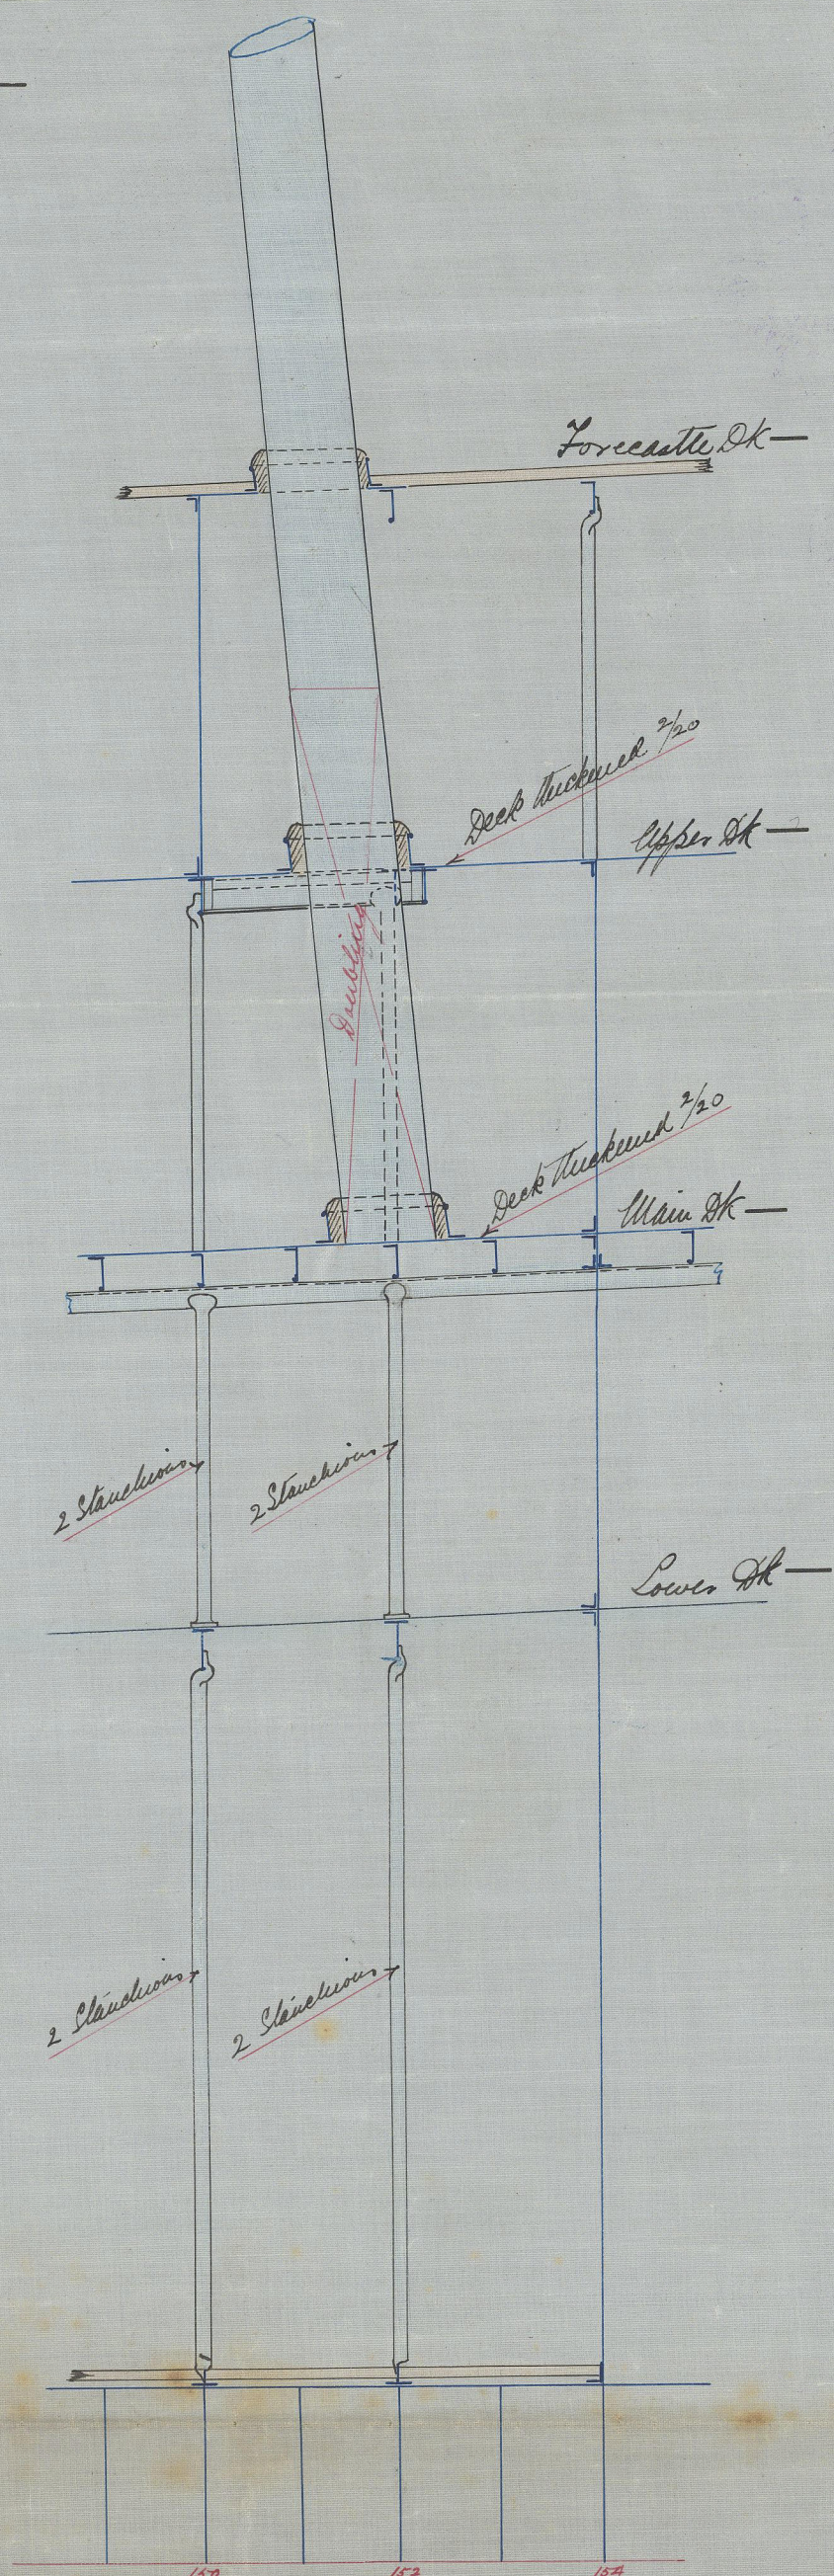 Forecastle Dk —
Deck thickened 2/20
Upper Dk —
Doubling
Deck thickened 2/20
Main Dk —
2 Stanchions
2 Stanchions
Lower Dk —
2 Stanchions
2 Stanchions
150 152 154